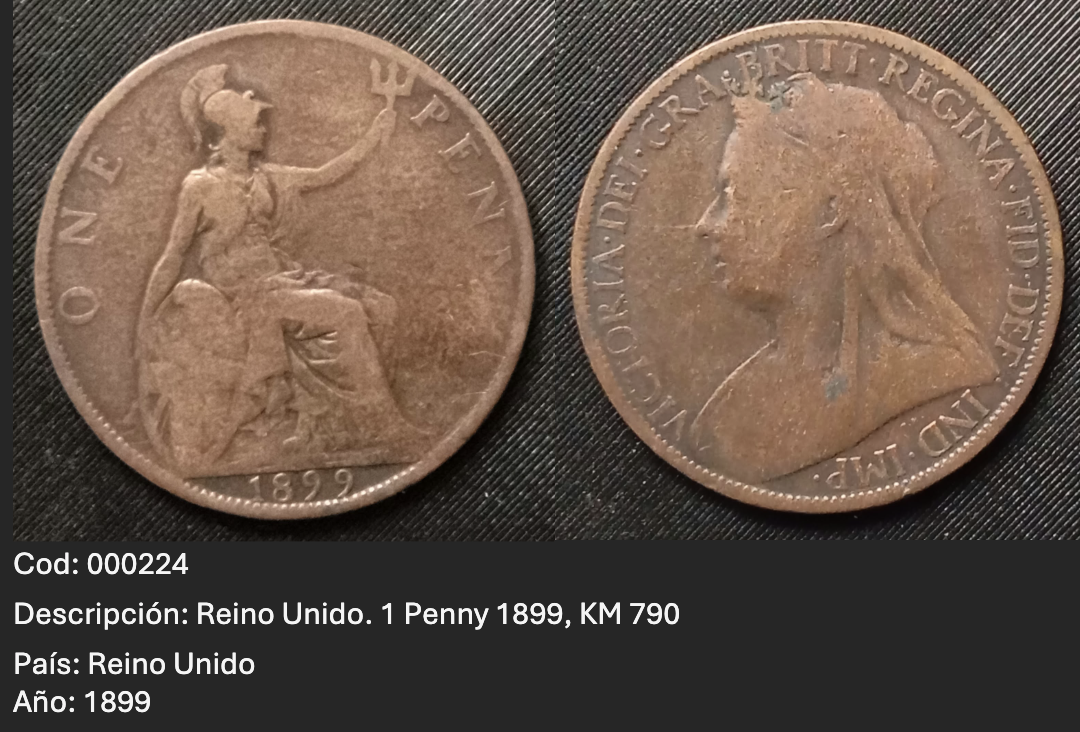 ONE PENNY
1899
VICTORIA·DEI·GRA·BRITT·REGINA·FID·DEF·IND·IMP·
Cod: 000224
Descripción: Reino Unido. 1 Penny 1899, KM 790
País: Reino Unido
Año: 1899